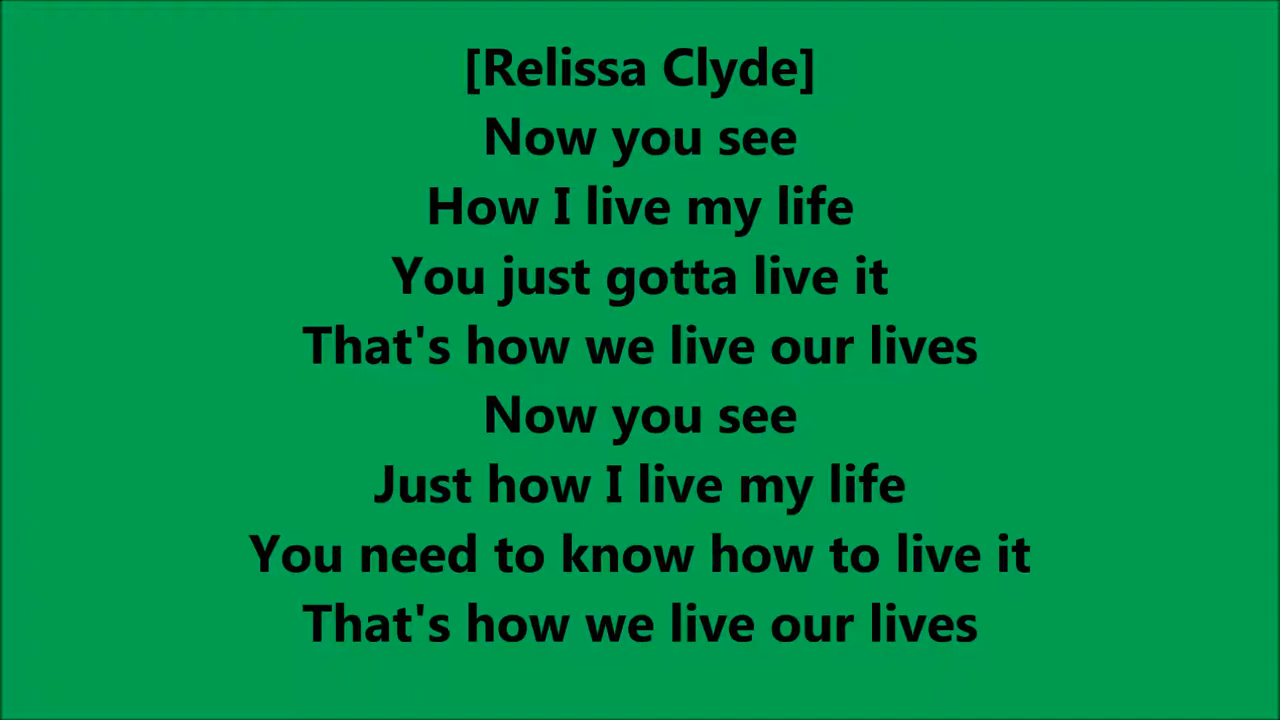 [Relissa Clyde]
Now you see
How I live my life
You just gotta live it
That's how we live our lives
Now you see
Just how I live my life
You need to know how to live it
That's how we live our lives